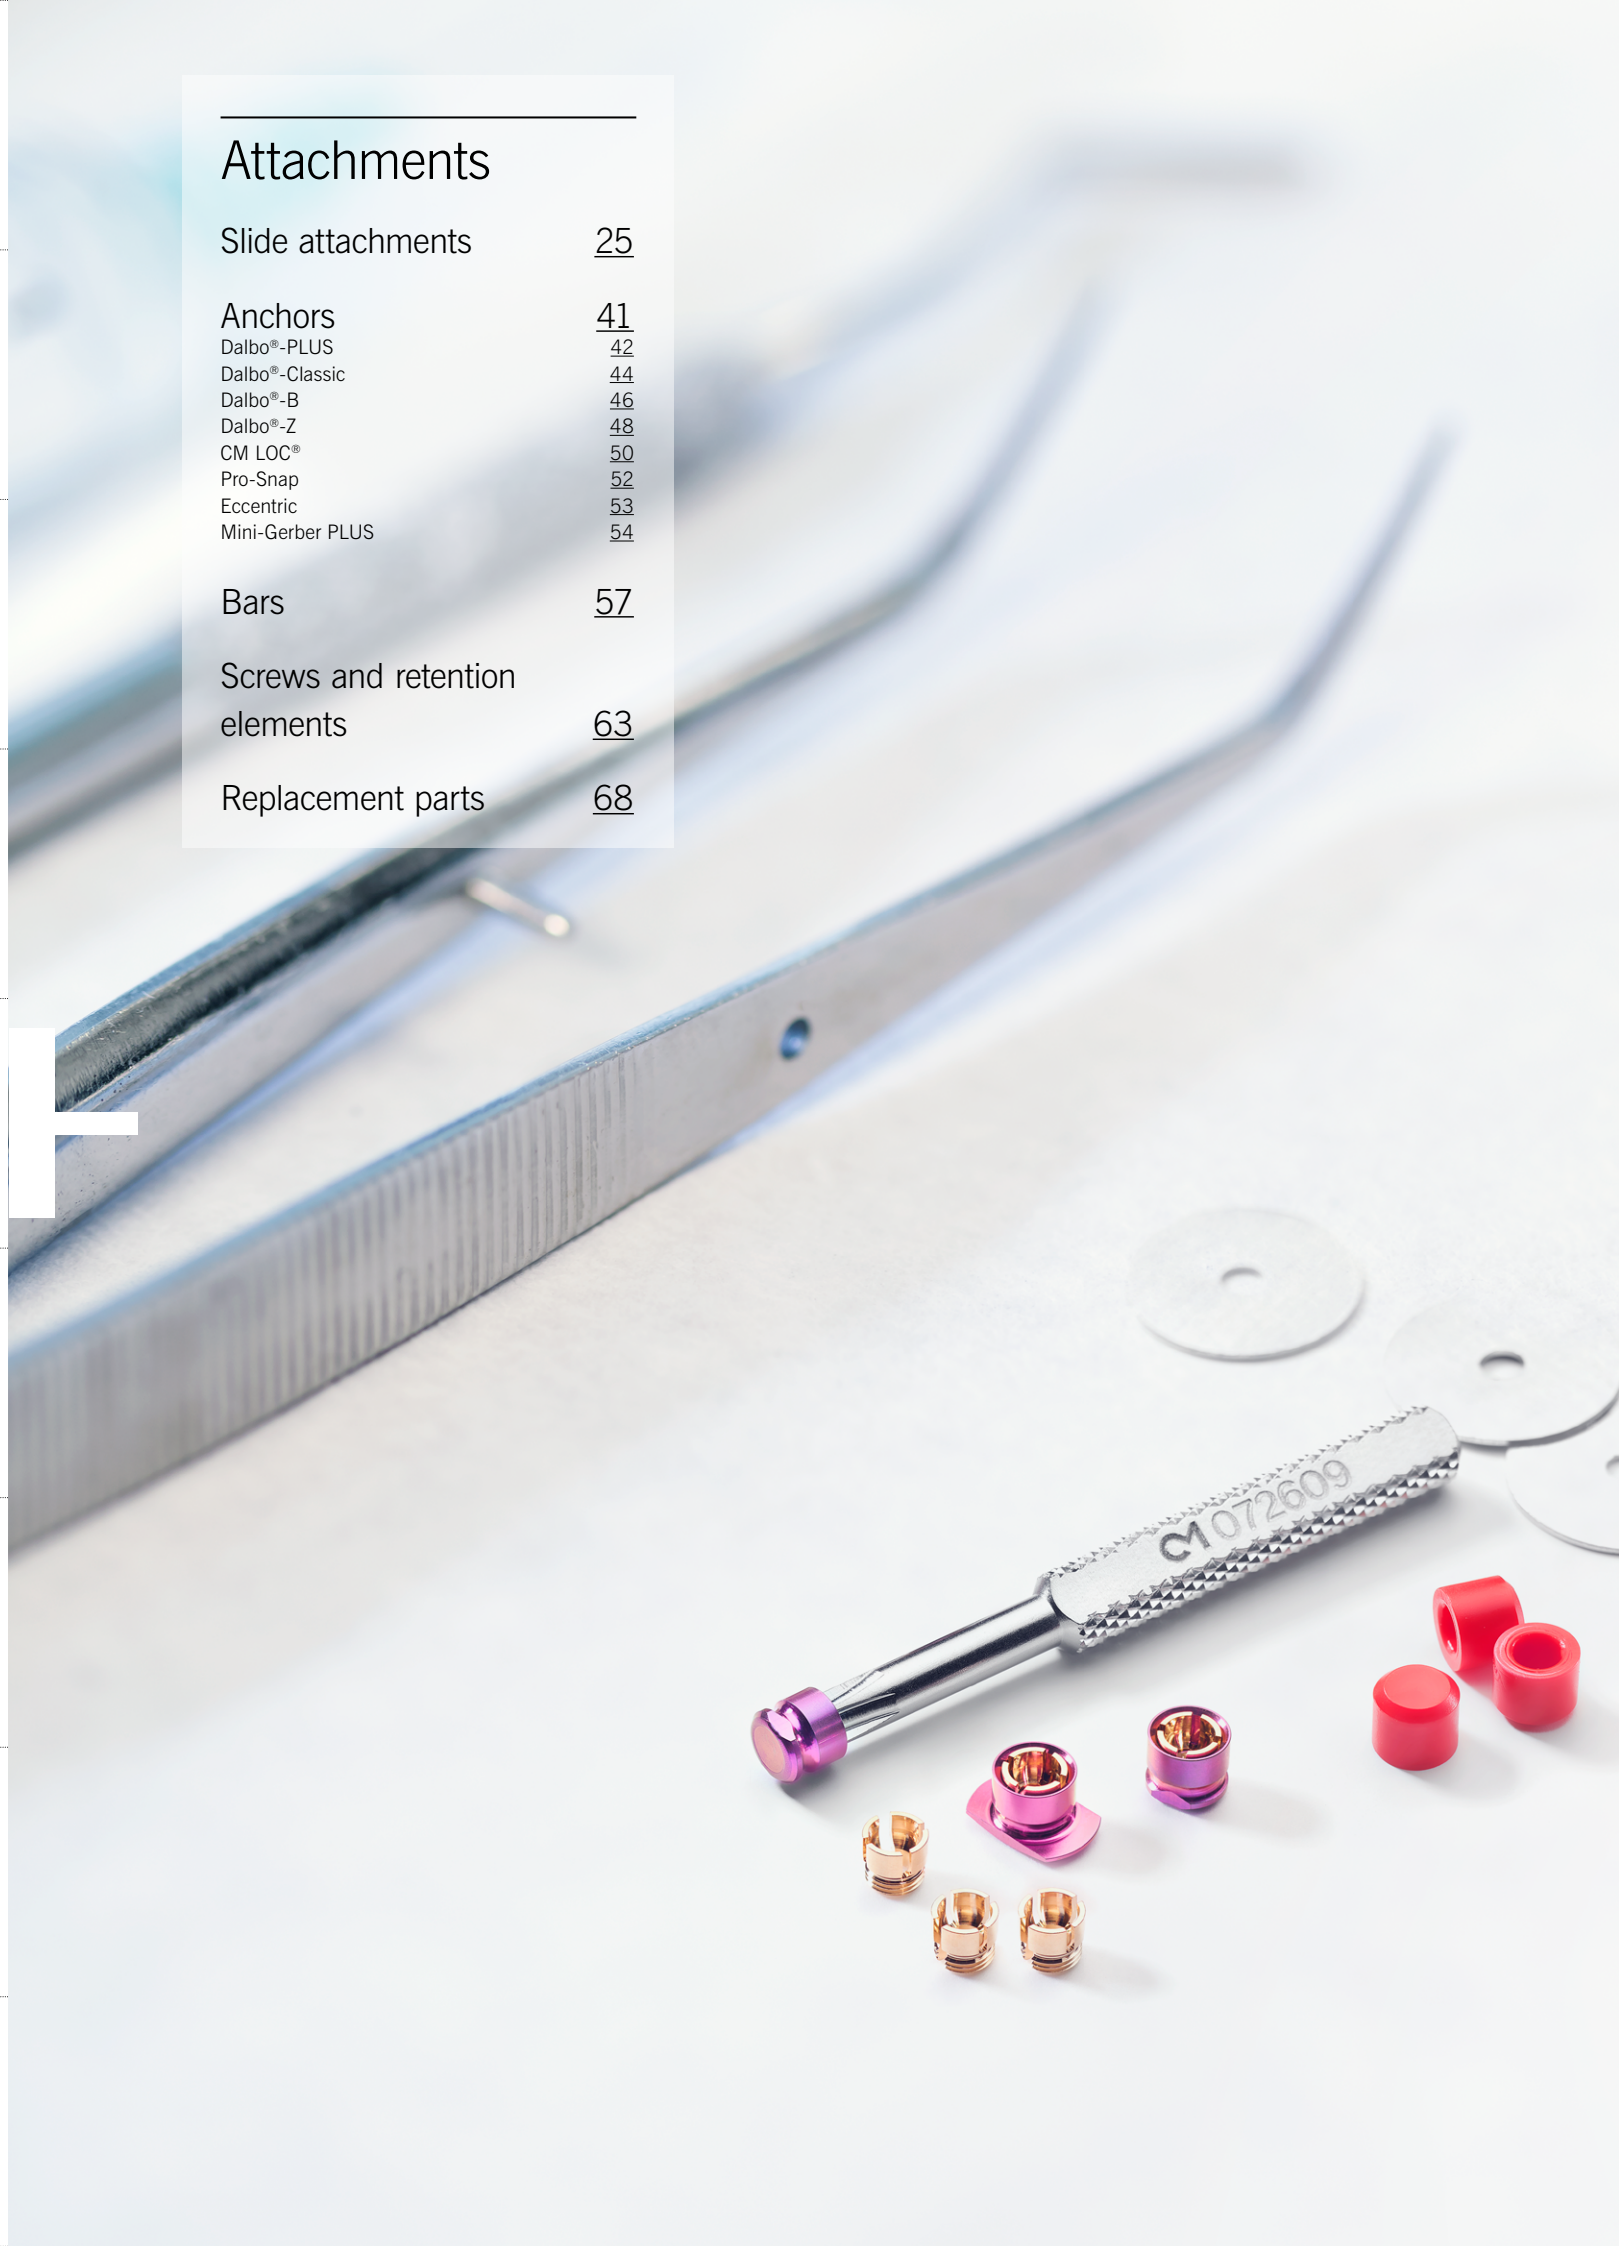 Attachments
Slide attachments 25
Anchors 41
Dalbo®-PLUS 42
Dalbo®-Classic 44
Dalbo®-B 46
Dalbo®-Z 48
CM LOC® 50
Pro-Snap 52
Eccentric 53
Mini-Gerber PLUS 54
Bars 57
Screws and retention
elements 63
Replacement parts 68
CM 072609